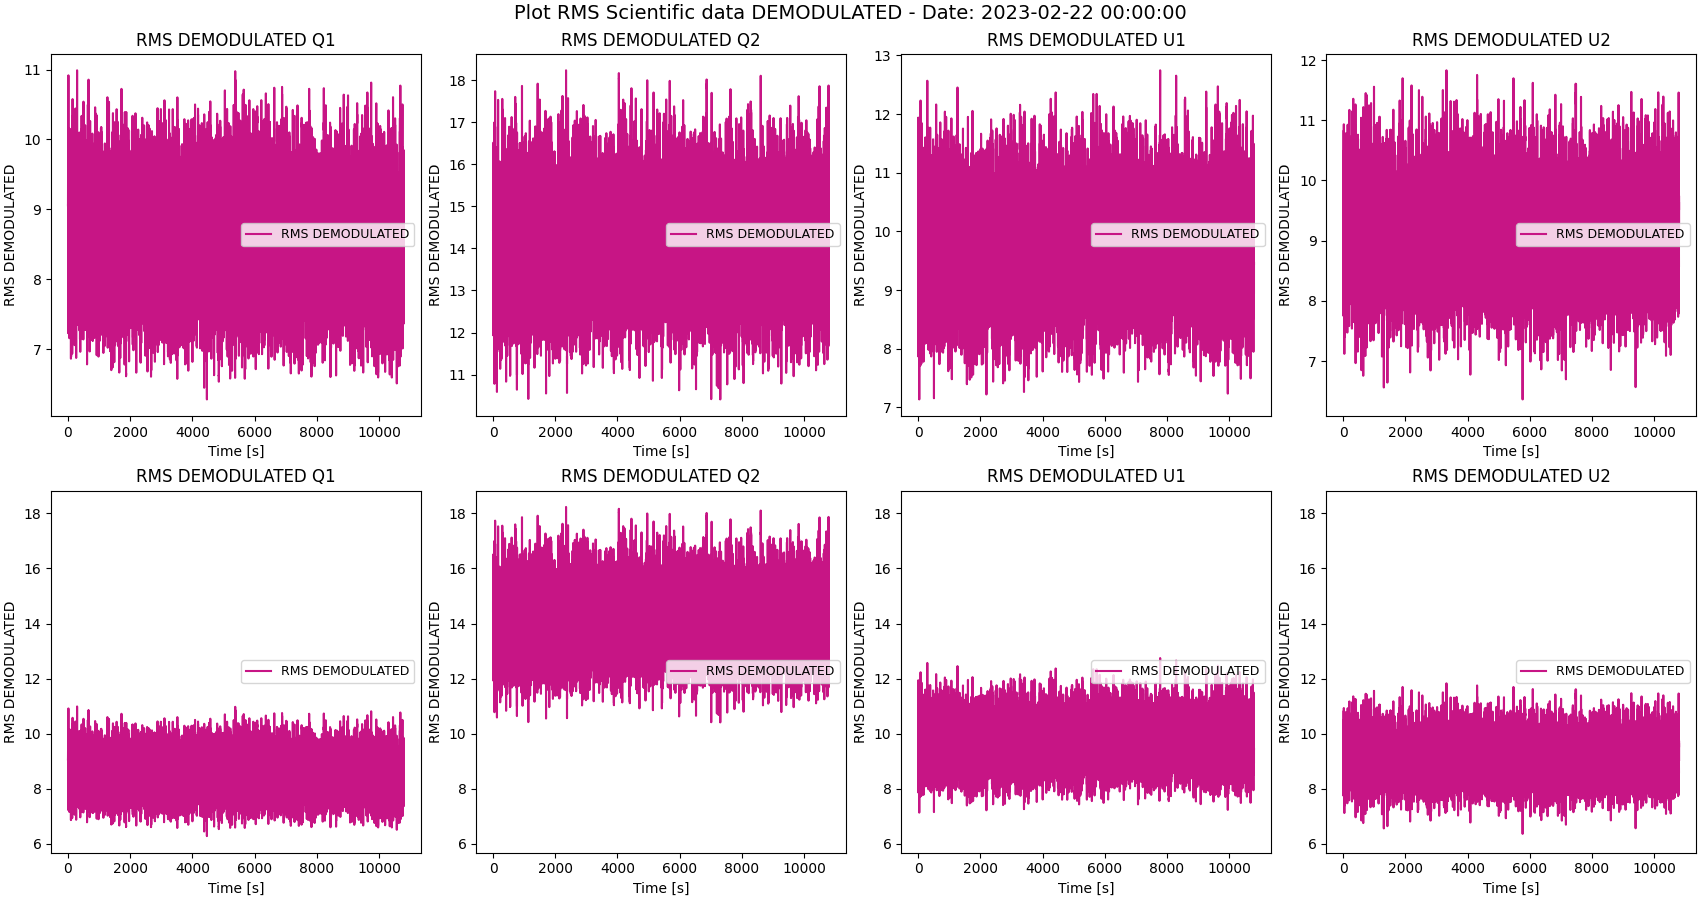 Plot RMS Scientific data DEMODULATED - Date: 2023-02-22 00:00:00
RMS DEMODULATED Q1
RMS DEMODULATED
11
10
9
8
7
RMS DEMODULATED
0 2000 4000 6000 8000 10000
Time [s]
RMS DEMODULATED Q2
RMS DEMODULATED
18
17
16
15
14
13
12
11
RMS DEMODULATED
0 2000 4000 6000 8000 10000
Time [s]
RMS DEMODULATED U1
RMS DEMODULATED
13
12
11
10
9
8
7
RMS DEMODULATED
0 2000 4000 6000 8000 10000
Time [s]
RMS DEMODULATED U2
RMS DEMODULATED
12
11
10
9
8
7
RMS DEMODULATED
0 2000 4000 6000 8000 10000
Time [s]
RMS DEMODULATED Q1
RMS DEMODULATED
18
16
14
12
10
8
6
RMS DEMODULATED
0 2000 4000 6000 8000 10000
Time [s]
RMS DEMODULATED Q2
RMS DEMODULATED
18
16
14
12
10
8
6
RMS DEMODULATED
0 2000 4000 6000 8000 10000
Time [s]
RMS DEMODULATED U1
RMS DEMODULATED
18
16
14
12
10
8
6
RMS DEMODULATED
0 2000 4000 6000 8000 10000
Time [s]
RMS DEMODULATED U2
RMS DEMODULATED
18
16
14
12
10
8
6
RMS DEMODULATED
0 2000 4000 6000 8000 10000
Time [s]